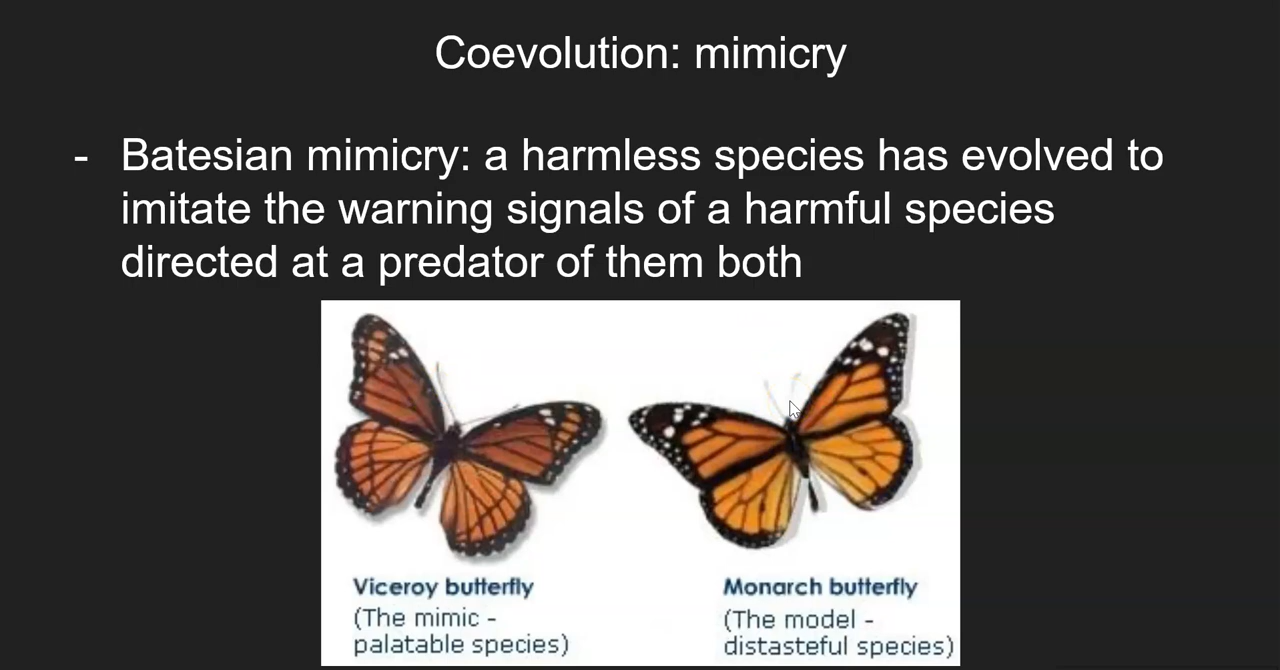 Coevolution: mimicry
- Batesian mimicry: a harmless species has evolved to
imitate the warning signals of a harmful species
directed at a predator of them both
Viceroy butterfly
(The mimic -
palatable species)
Monarch butterfly
(The model -
distasteful species)